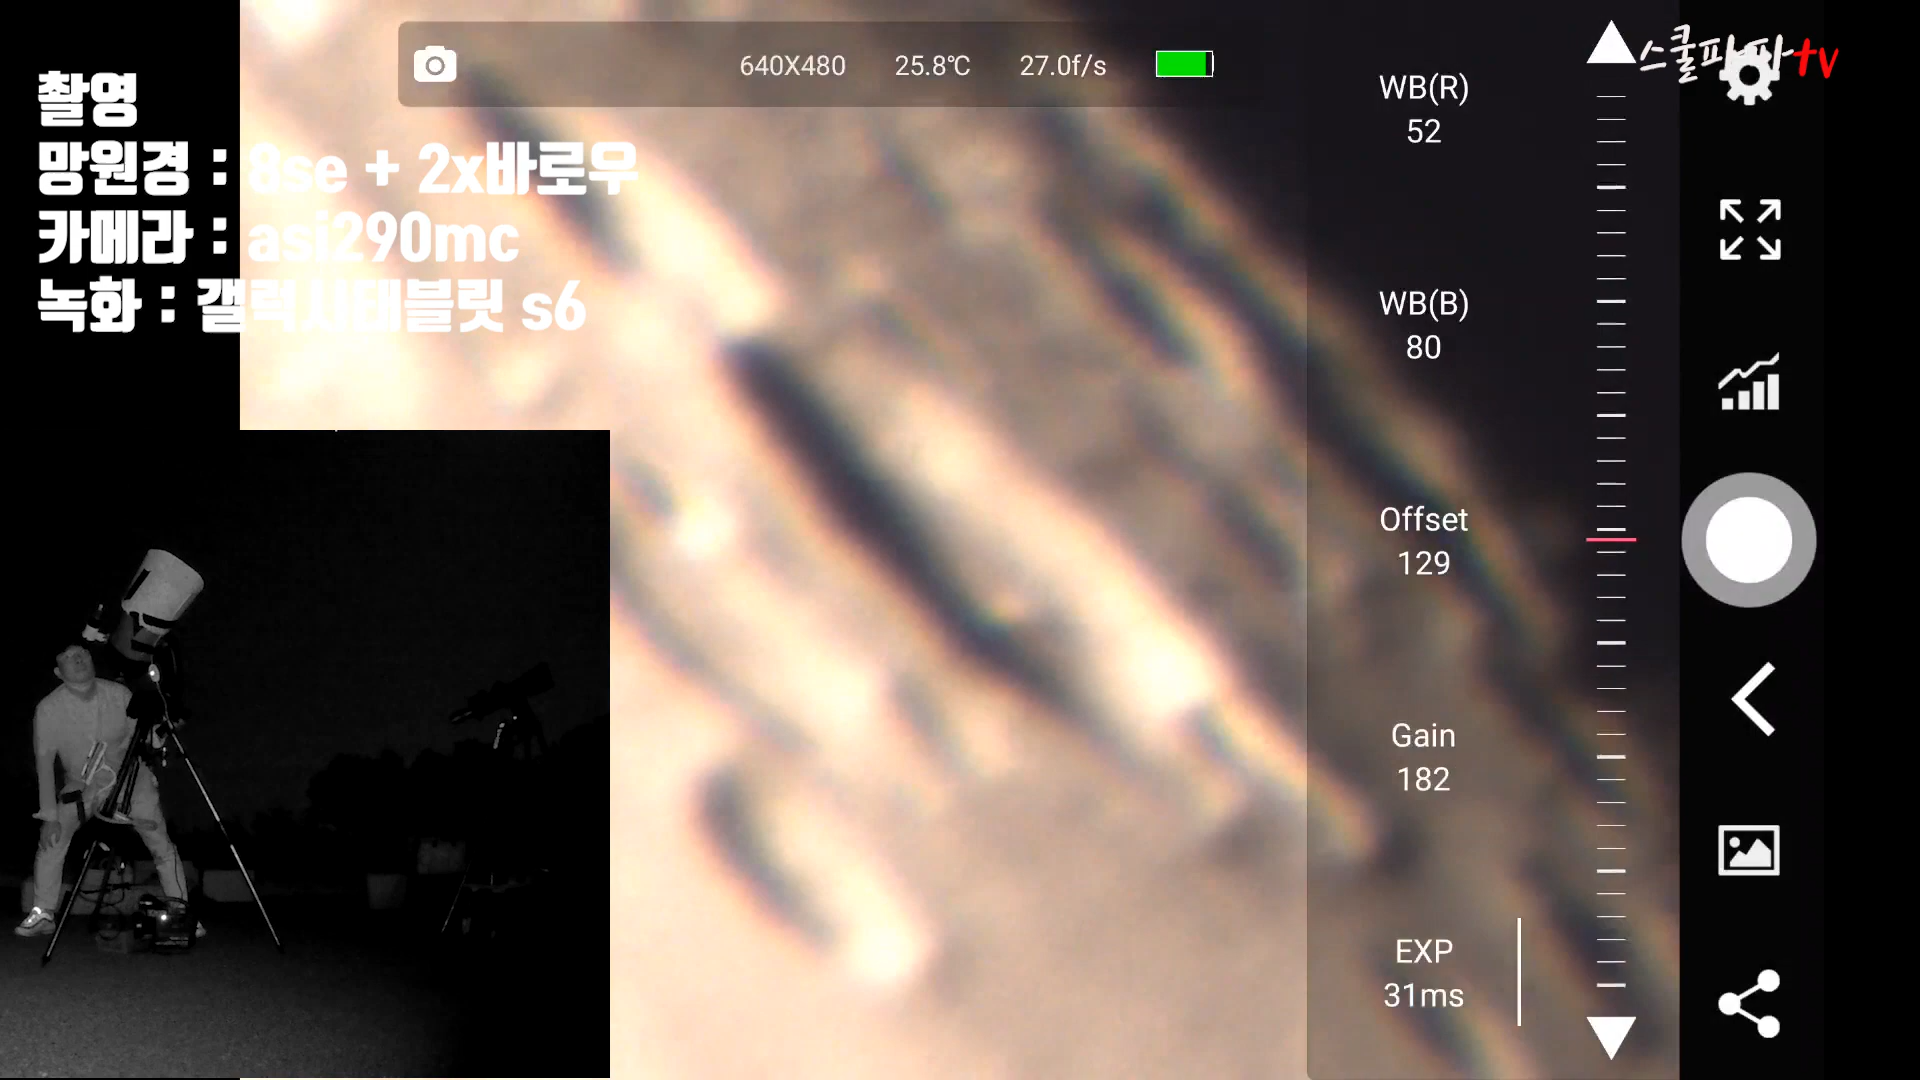 640X480 25.8℃ 27.0f/s
스쿨파파tv
촬영
망원경 : 8se + 2x바로우
카메라 : asi290mc
녹화 : 갤럭시태블릿 s6
WB(R)
52
WB(B)
80
Offset
129
Gain
182
EXP
31ms